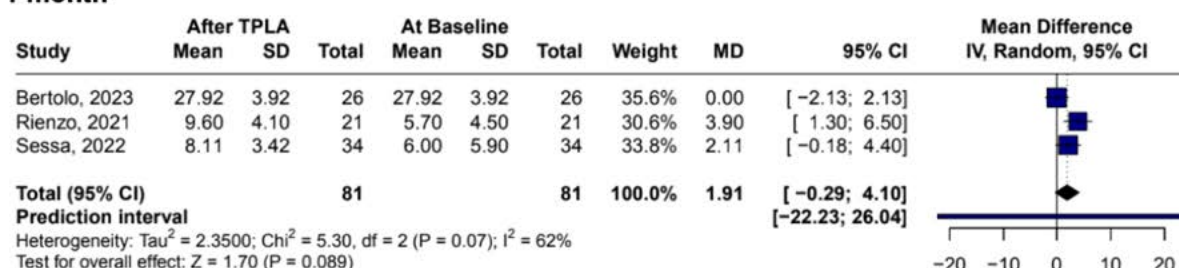 After TPLA At Baseline Mean Difference
Study Mean SD Total Mean SD Total Weight MD 95% CI IV, Random, 95% CI
Bertolo, 2023 27.92 3.92 26 27.92 3.92 26 35.6% 0.00 [ −2.13; 2.13]
Rienzo, 2021 9.60 4.10 21 5.70 4.50 21 30.6% 3.90 [ 1.30; 6.50]
Sessa, 2022 8.11 3.42 34 6.00 5.90 34 33.8% 2.11 [ −0.18; 4.40]
Total (95% CI) 81 81 100.0% 1.91 [ −0.29; 4.10]
Prediction interval [−22.23; 26.04]
Heterogeneity: Tau² = 2.3500; Chi² = 5.30, df = 2 (P = 0.07); I² = 62%
Test for overall effect: Z = 1.70 (P = 0.089)
−20 −10 0 10 20